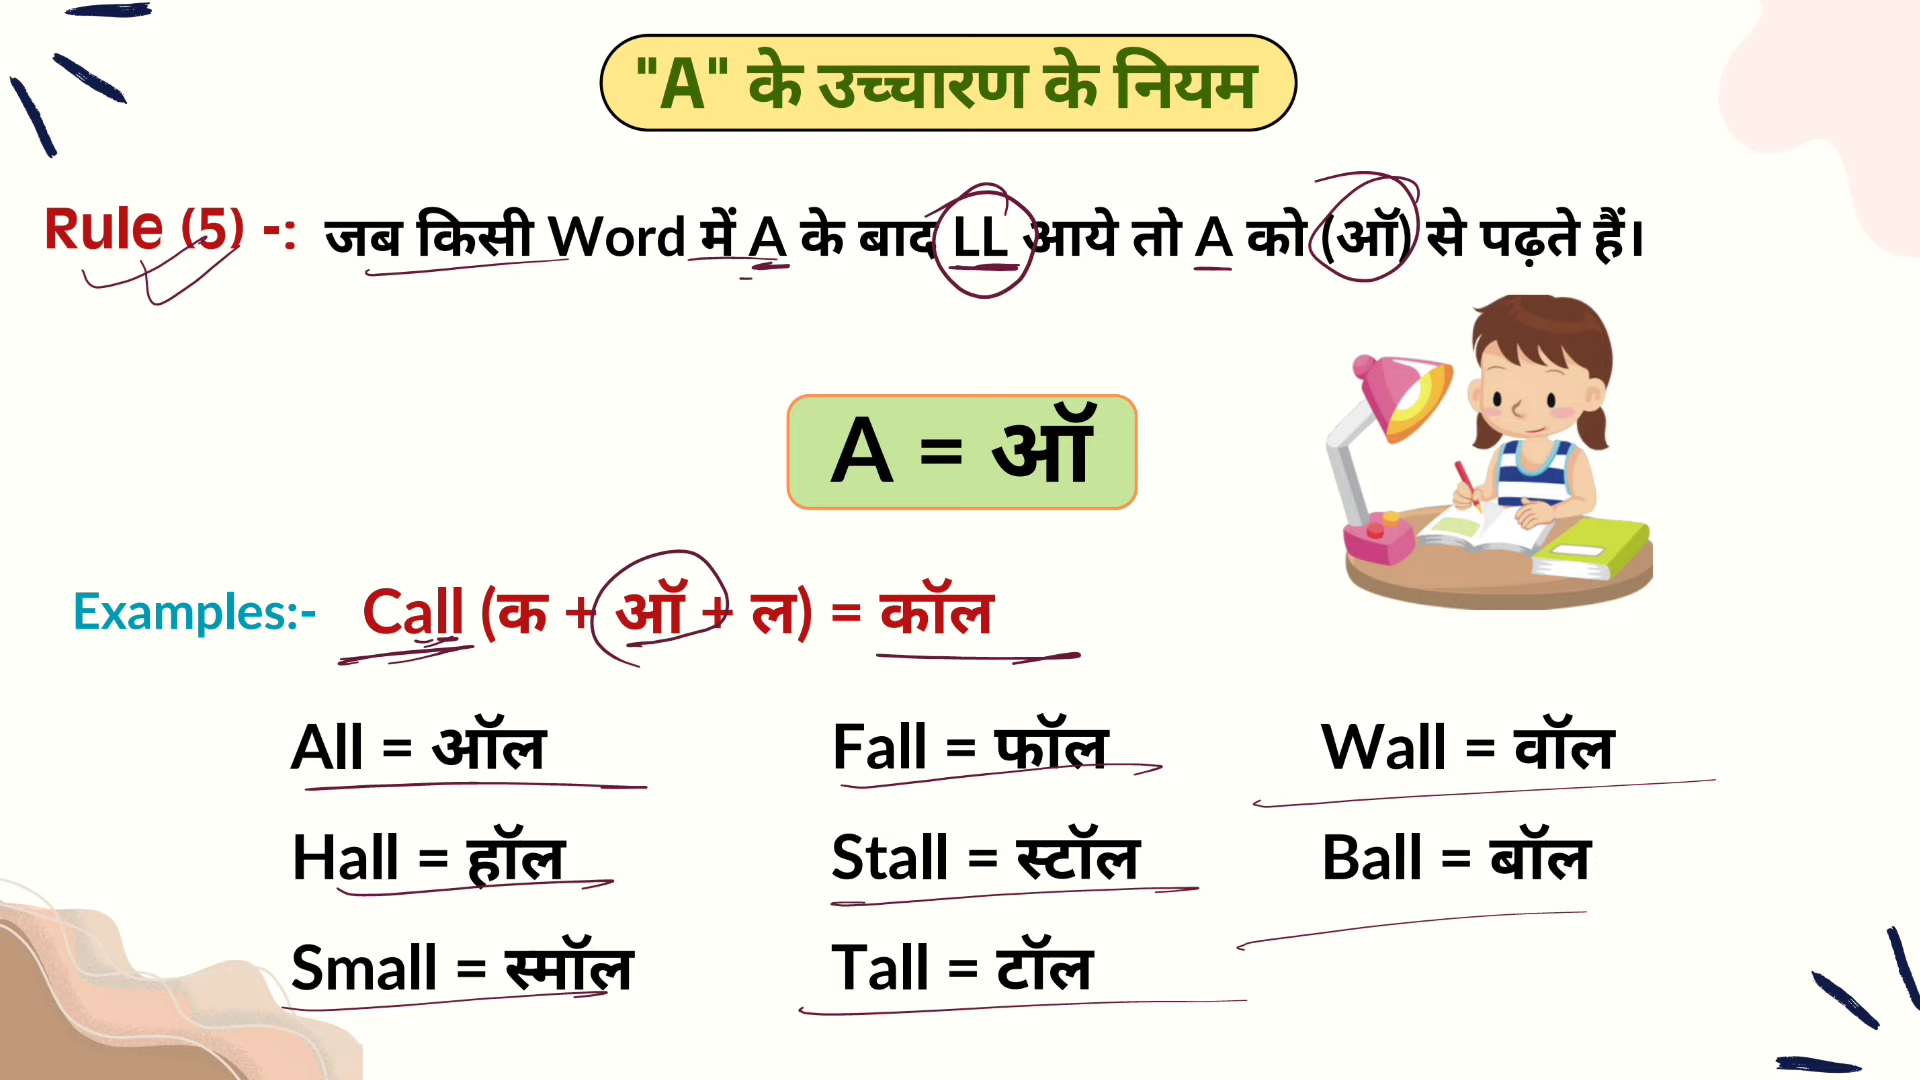 "A" के उच्चारण के नियम
Rule (5) -: जब किसी Word में A के बाद LL आये तो A को (ऑ) से पढ़ते हैं।
A = ऑ
Examples:- Call (क + ऑ + ल) = कॉल
All = ऑल Fall = फॉल Wall = वॉल
Hall = हॉल Stall = स्टॉल Ball = बॉल
Small = स्मॉल Tall = टॉल